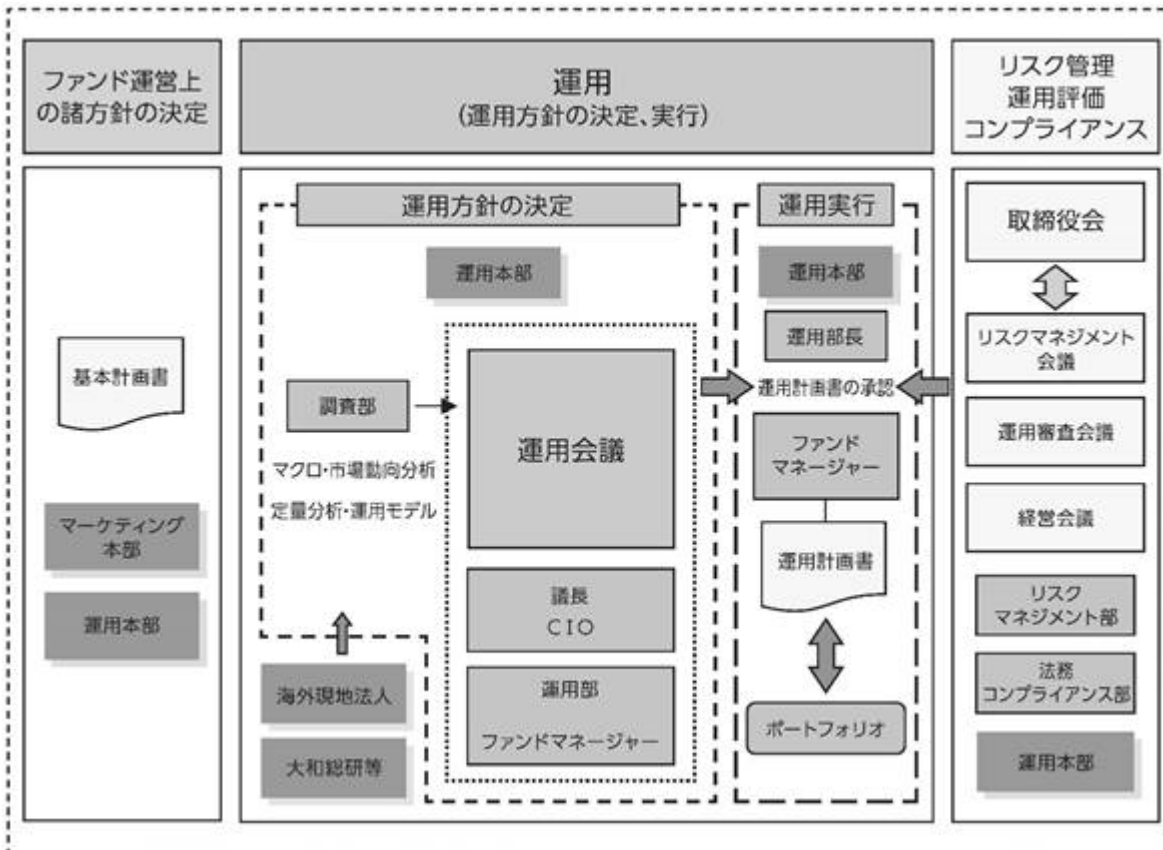 ファンド運営上
の諸方針の決定
運用
(運用方針の決定、実行)
リスク管理
運用評価
コンプライアンス
基本計画書
マーケティング
本部
運用本部
運用方針の決定
運用本部
調査部
マクロ・市場動向分析
定量分析・運用モデル
海外現地法人
大和総研等
運用会議
議長
CIO
運用部
ファンドマネージャー
運用実行
運用本部
運用部長
運用計画書の承認
ファンド
マネージャー
運用計画書
ポートフォリオ
取締役会
リスクマネジメント
会議
運用審査会議
経営会議
リスク
マネジメント部
法務
コンプライアンス部
運用本部